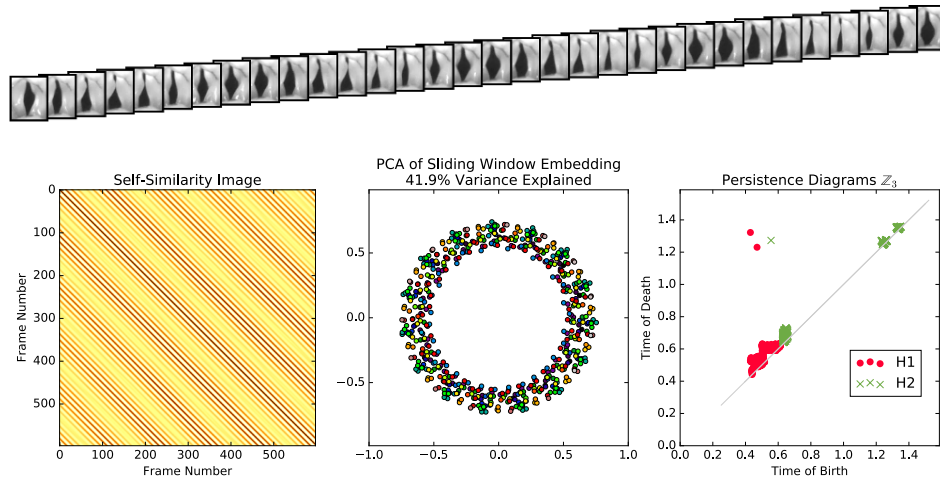 Self-Similarity Image
0
100
200
300
400
500
Frame Number
0 100 200 300 400 500
Frame Number
PCA of Sliding Window Embedding
41.9% Variance Explained
0.5
0.0
−0.5
−1.0 −0.5 0.0 0.5 1.0
Persistence Diagrams ℤ₃
1.4
1.2
1.0
0.8
0.6
0.4
0.2
0.0
Time of Death
H1
H2
0.0 0.2 0.4 0.6 0.8 1.0 1.2 1.4
Time of Birth